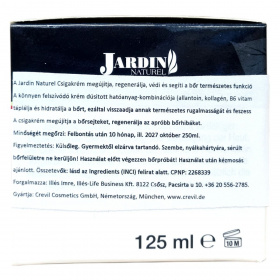 JARDIN
NATUREL
A Jardin Naturel Csigakrém megújítja, regenerálja, védi és segíti a bőr természetes funkció
A könnyen felszívódó krém dúsított hatóanyag-kombinációja (allantoin, kollagén, B6 vitam
táplálja és hidratálja a bőrt, ezáltal visszaadja annak természetes rugalmasságát és feszess
A csigakrém megújítja a bőrsejteket, regenerálja az apróbb bőrhibákat.
Minőségét megőrzi: Felbontás után 10 hónap, ill. 2027 október 250ml.
Figyelmeztetés: Külsőleg. Gyermektől elzárva tartandó. Szembe, nyálkahártyára, sérült
bőrfelületre ne kerüljön! Használat előtt végezzen bőrpróbát! Használat után kézmosás
ajánlott. Összetevők: lásd az Ingredients (INCI) felirat alatt. CPNP: 2268339
Forgalmazza: Illés Imre, Illés-Life Business Kft. 8122 Csősz, Pacsirta u 10. +36 20 556-2785.
Gyártja: Crevil Cosmetics GmbH, Németország, München, www.crevil.de
125 ml e 10 M